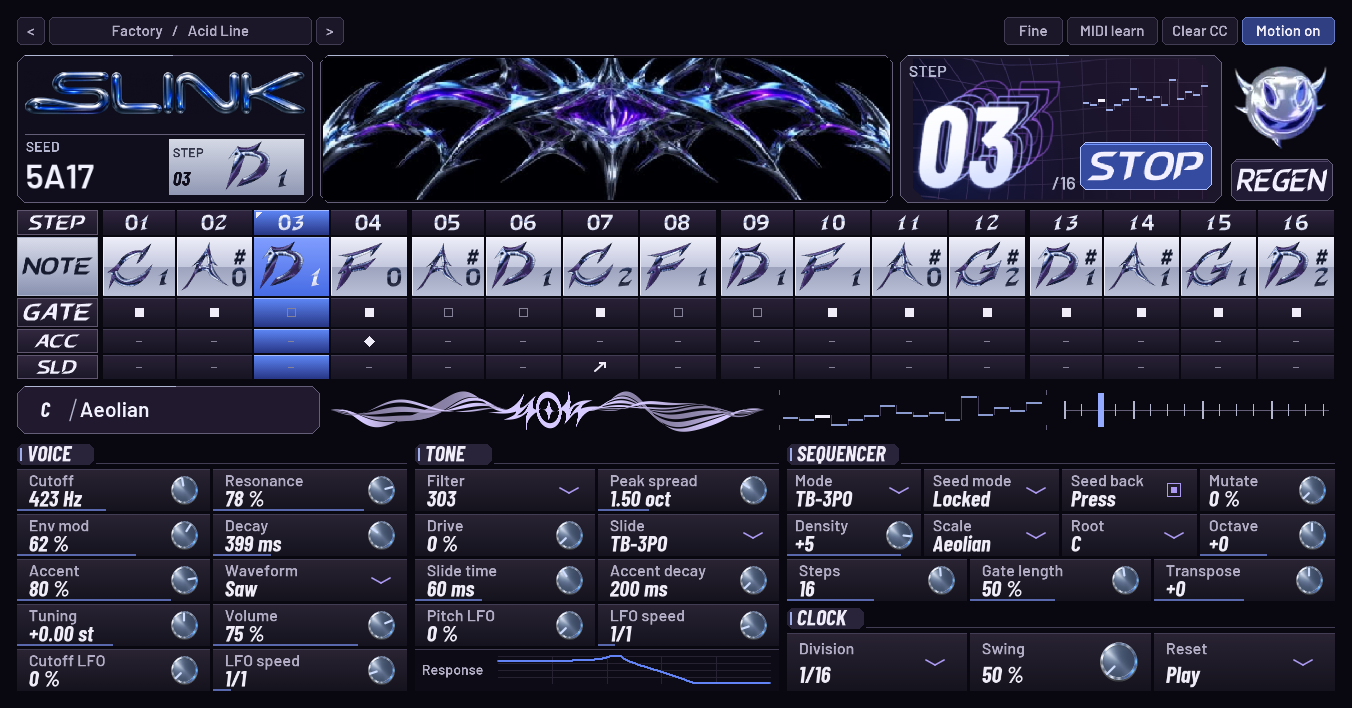 < Factory / Acid Line > Fine MIDI learn Clear CC Motion on
SLINK
SEED
5A17
STEP
03 D 1
STEP
03 /16
STOP
REGEN
STEP 01 02 03 04 05 06 07 08 09 10 11 12 13 14 15 16
NOTE C1 A#0 D1 F0 A#0 D1 C2 F1 D1 F1 A#0 G#2 D#1 A#1 G1 D#2
GATE
ACC
SLD
C / Aeolian
VOICE
Cutoff
423 Hz
Resonance
78 %
Env mod
62 %
Decay
399 ms
Accent
80 %
Waveform
Saw
Tuning
+0.00 st
Volume
75 %
Cutoff LFO
0 %
LFO speed
1/1
TONE
Filter
303
Peak spread
1.50 oct
Drive
0 %
Slide
TB-3PO
Slide time
60 ms
Accent decay
200 ms
Pitch LFO
0 %
LFO speed
1/1
Response
SEQUENCER
Mode
TB-3PO
Seed mode
Locked
Seed back
Press
Mutate
0 %
Density
+5
Scale
Aeolian
Root
C
Octave
+0
Steps
16
Gate length
50 %
Transpose
+0
CLOCK
Division
1/16
Swing
50 %
Reset
Play